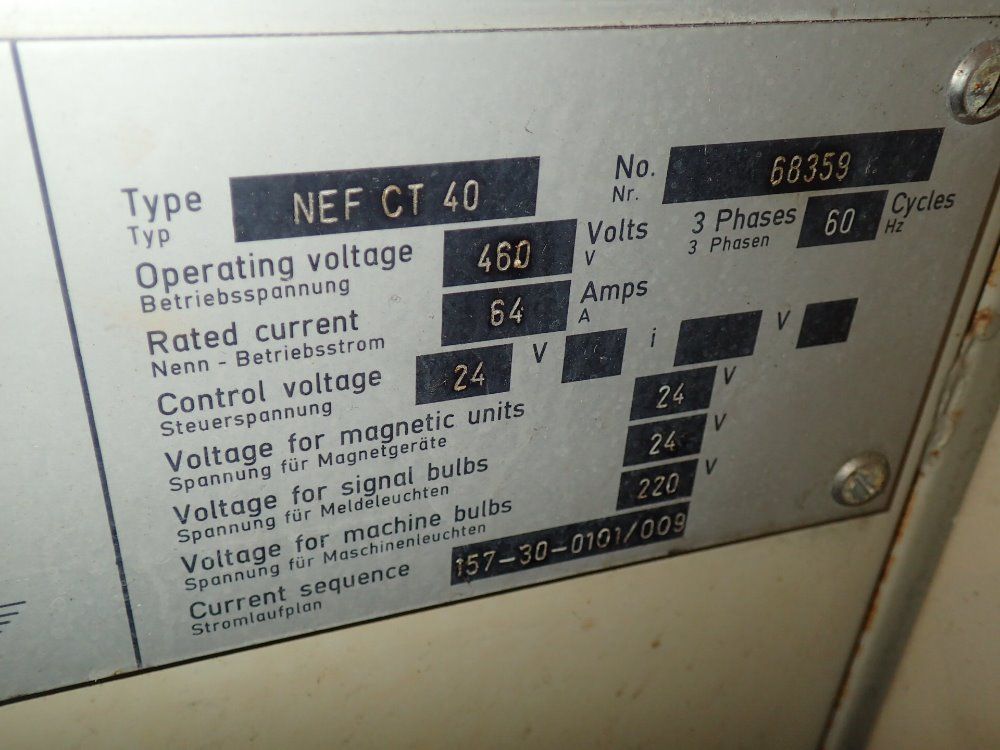 Type NEF CT 40 No. 68359
Typ Nr.
Operating voltage 460 Volts 3 Phases 60 Cycles
Betriebsspannung V 3 Phasen Hz
Rated current 64 Amps
Nenn - Betriebsstrom A
Control voltage 24 V i V
Steuerspannung
Voltage for magnetic units 24 V
Spannung für Magnetgeräte
Voltage for signal bulbs 24 V
Spannung für Meldeleuchten
Voltage for machine bulbs 220 V
Spannung für Maschinenleuchten
Current sequence 157-30-0101/009
Stromlaufplan